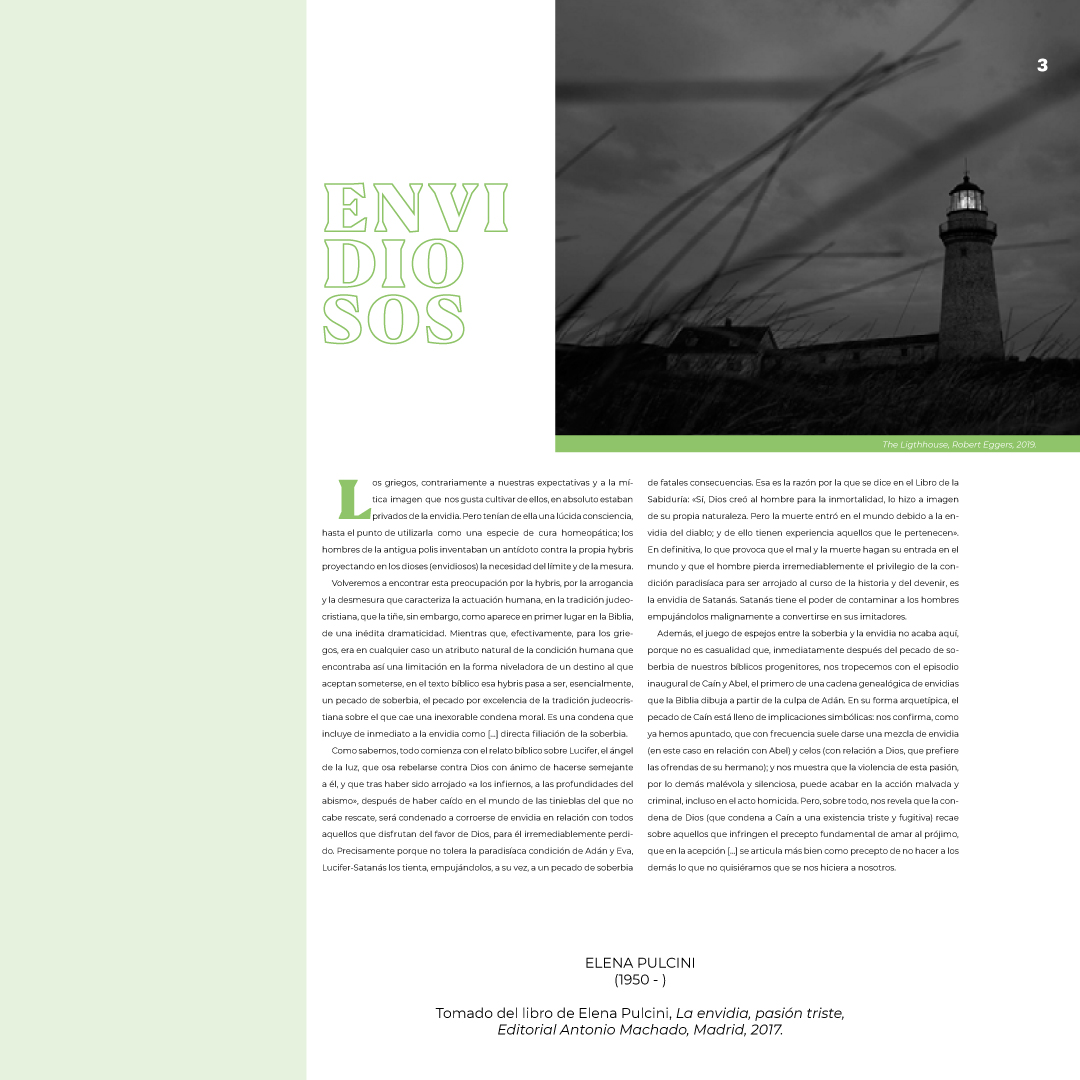 3
ENVI
DIO
SOS
The Ligthhouse, Robert Eggers, 2019.
Los griegos, contrariamente a nuestras expectativas y a la mí-
tica imagen que nos gusta cultivar de ellos, en absoluto estaban
privados de la envidia. Pero tenían de ella una lúcida consciencia,
hasta el punto de utilizarla como una especie de cura homeopática; los
hombres de la antigua polis inventaban un antídoto contra la propia hybris
proyectando en los dioses (envidiosos) la necesidad del límite y de la mesura.
Volveremos a encontrar esta preocupación por la hybris, por la arrogancia
y la desmesura que caracteriza la actuación humana, en la tradición judeo-
cristiana, que la tiñe, sin embargo, como aparece en primer lugar en la Biblia,
de una inédita dramaticidad. Mientras que, efectivamente, para los grie-
gos, era en cualquier caso un atributo natural de la condición humana que
encontraba así una limitación en la forma niveladora de un destino al que
aceptan someterse, en el texto bíblico esa hybris pasa a ser, esencialmente,
un pecado de soberbia, el pecado por excelencia de la tradición judeocris-
tiana sobre el que cae una inexorable condena moral. Es una condena que
incluye de inmediato a la envidia como [...] directa filiación de la soberbia.
Como sabemos, todo comienza con el relato bíblico sobre Lucifer, el ángel
de la luz, que osa rebelarse contra Dios con ánimo de hacerse semejante
a él, y que tras haber sido arrojado «a los infiernos, a las profundidades del
abismo», después de haber caído en el mundo de las tinieblas del que no
cabe rescate, será condenado a corroerse de envidia en relación con todos
aquellos que disfrutan del favor de Dios, para él irremediablemente perdi-
do. Precisamente porque no tolera la paradisíaca condición de Adán y Eva,
Lucifer-Satanás los tienta, empujándolos, a su vez, a un pecado de soberbia
de fatales consecuencias. Esa es la razón por la que se dice en el Libro de la
Sabiduría: «Sí, Dios creó al hombre para la inmortalidad, lo hizo a imagen
de su propia naturaleza. Pero la muerte entró en el mundo debido a la en-
vidia del diablo; y de ello tienen experiencia aquellos que le pertenecen».
En definitiva, lo que provoca que el mal y la muerte hagan su entrada en el
mundo y que el hombre pierda irremediablemente el privilegio de la con-
dición paradisíaca para ser arrojado al curso de la historia y del devenir, es
la envidia de Satanás. Satanás tiene el poder de contaminar a los hombres
empujándolos malignamente a convertirse en sus imitadores.
Además, el juego de espejos entre la soberbia y la envidia no acaba aquí,
porque no es casualidad que, inmediatamente después del pecado de so-
berbia de nuestros bíblicos progenitores, nos tropecemos con el episodio
inaugural de Caín y Abel, el primero de una cadena genealógica de envidias
que la Biblia dibuja a partir de la culpa de Adán. En su forma arquetípica, el
pecado de Caín está lleno de implicaciones simbólicas: nos confirma, como
ya hemos apuntado, que con frecuencia suele darse una mezcla de envidia
(en este caso en relación con Abel) y celos (con relación a Dios, que prefiere
las ofrendas de su hermano); y nos muestra que la violencia de esta pasión,
por lo demás malévola y silenciosa, puede acabar en la acción malvada y
criminal, incluso en el acto homicida. Pero, sobre todo, nos revela que la con-
dena de Dios (que condena a Caín a una existencia triste y fugitiva) recae
sobre aquellos que infringen el precepto fundamental de amar al prójimo,
que en la acepción [...] se articula más bien como precepto de no hacer a los
demás lo que no quisiéramos que se nos hiciera a nosotros.
ELENA PULCINI
(1950 - )
Tomado del libro de Elena Pulcini, La envidia, pasión triste,
Editorial Antonio Machado, Madrid, 2017.